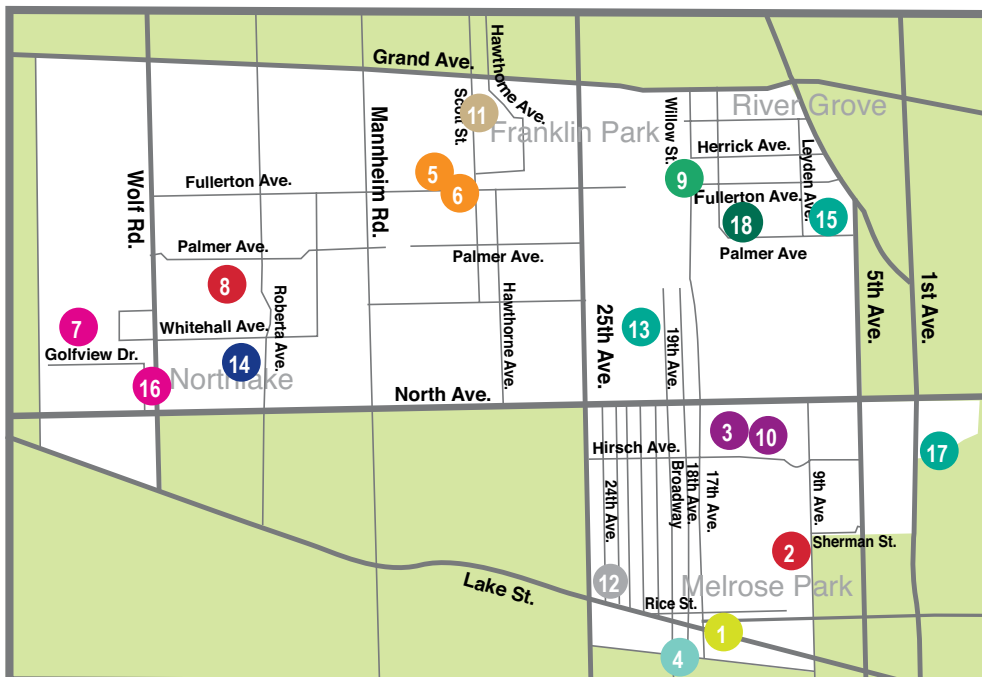 Grand Ave.
Hawthorne Ave.
Scott St.
11
Franklin Park
River Grove
Willow St.
Herrick Ave.
Leyden Ave.
Mannheim Rd.
Wolf Rd.
Fullerton Ave.
5
6
9
Fullerton Ave.
18
15
Palmer Ave.
Palmer Ave.
Palmer Ave
8
7
Whitehall Ave.
Roberta Ave.
Hawthorne Ave.
25th Ave.
13
19th Ave.
5th Ave.
1st Ave.
Golfview Dr.
14
16
Northlake
North Ave.
3
10
17
Hirsch Ave.
24th Ave.
Broadway
18th Ave.
17th Ave.
9th Ave.
Sherman St.
2
12
Melrose Park
Lake St.
Rice St.
1
4